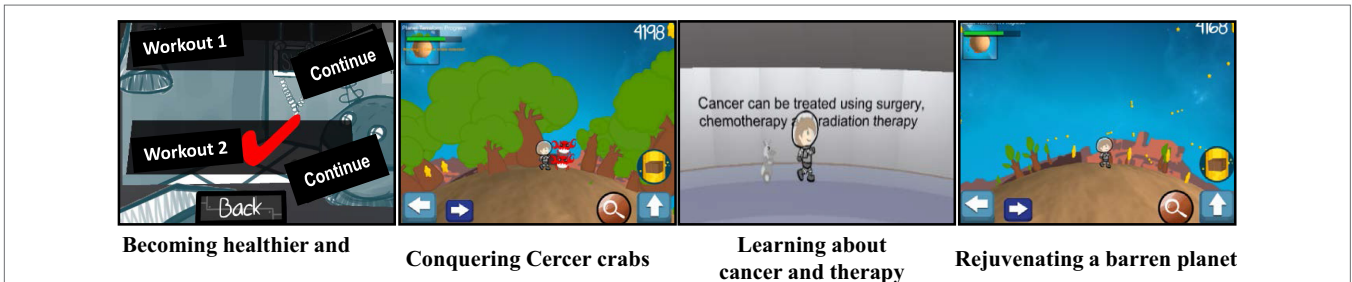 Workout 1
Continue
Workout 2
Continue
Back
4198
Cancer can be treated using surgery,
chemotherapy radiation therapy
4168
Becoming healthier and
Conquering Cercer crabs
Learning about
cancer and therapy
Rejuvenating a barren planet